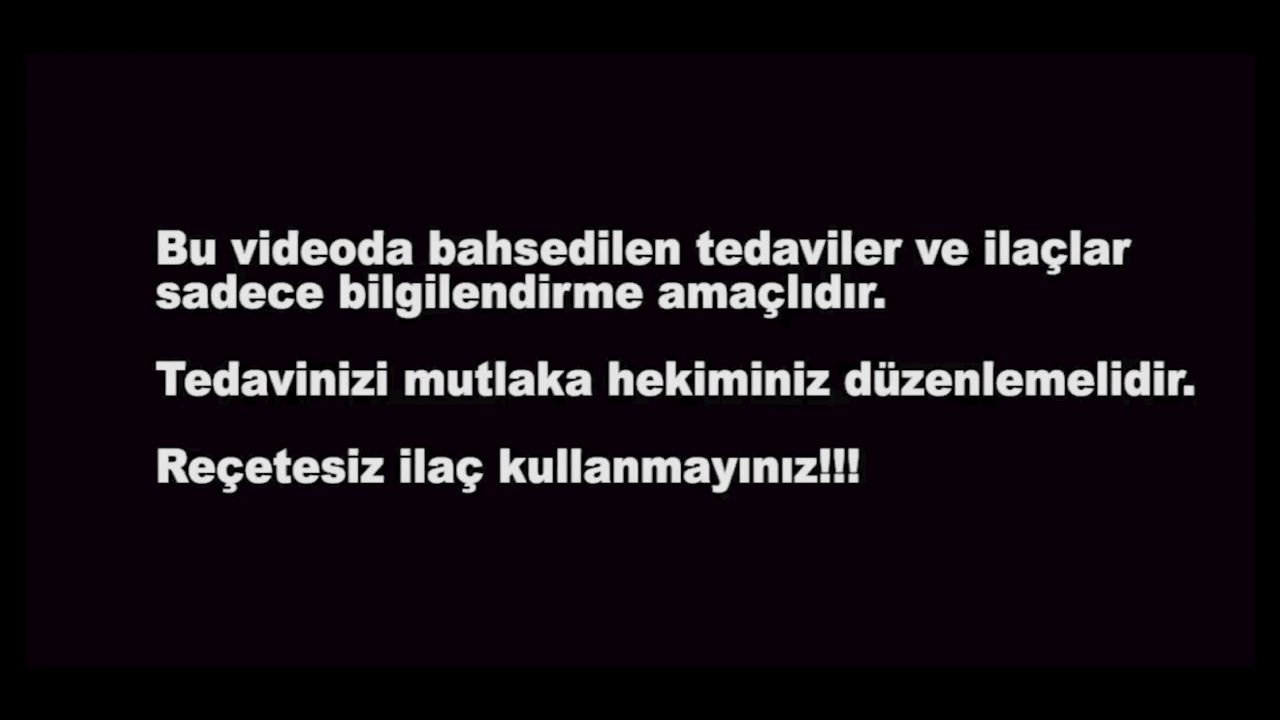 Bu videoda bahsedilen tedaviler ve ilaçlar
sadece bilgilendirme amaçlıdır.
Tedavinizi mutlaka hekiminiz düzenlemelidir.
Reçetesiz ilaç kullanmayınız!!!